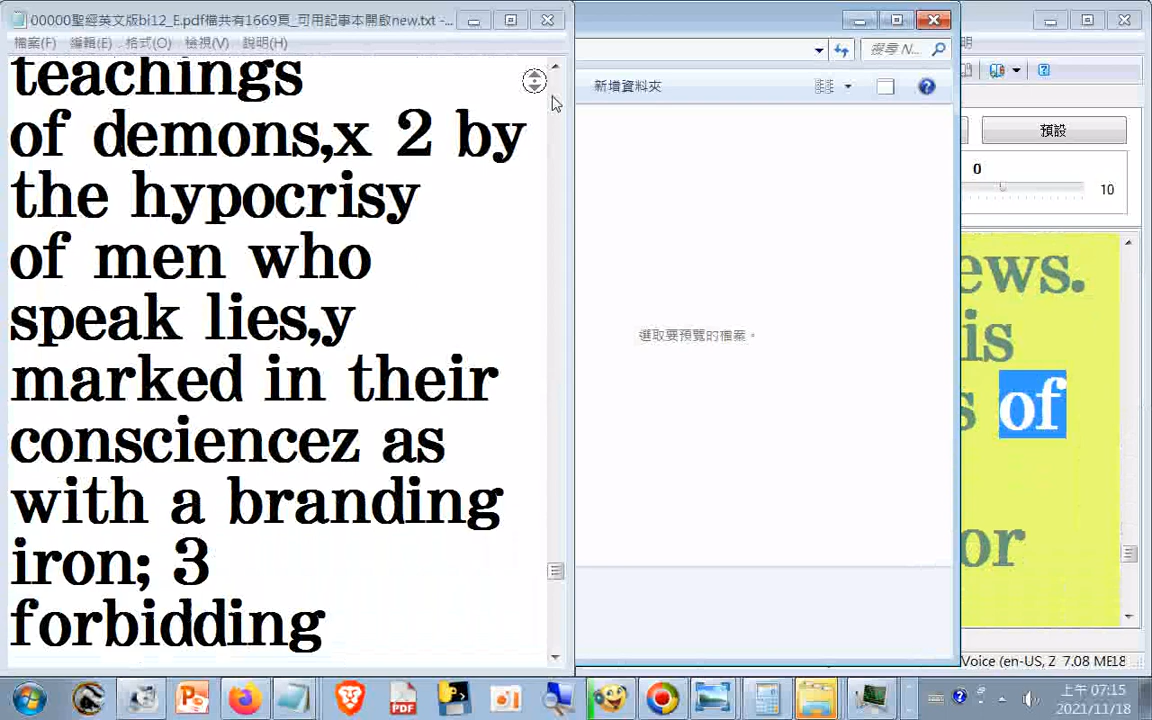 00000聖經英文版bi12_E.pdf檔共有1669頁_可用記事本開啟new.txt -...
檔案(F) 編輯(E) 格式(O) 檢視(V) 說明(H)
teachings
of demons,x 2 by
the hypocrisy
of men who
speak lies,y
marked in their
consciencez as
with a branding
iron; 3
forbidding
搜尋 N...
新增資料夾
選取要預覽的檔案。
明
預設
0
10
ews.
is
s of
or
Voice (en-US, Z 7.08 ME18
PDF
上午 07:15
2021/11/18